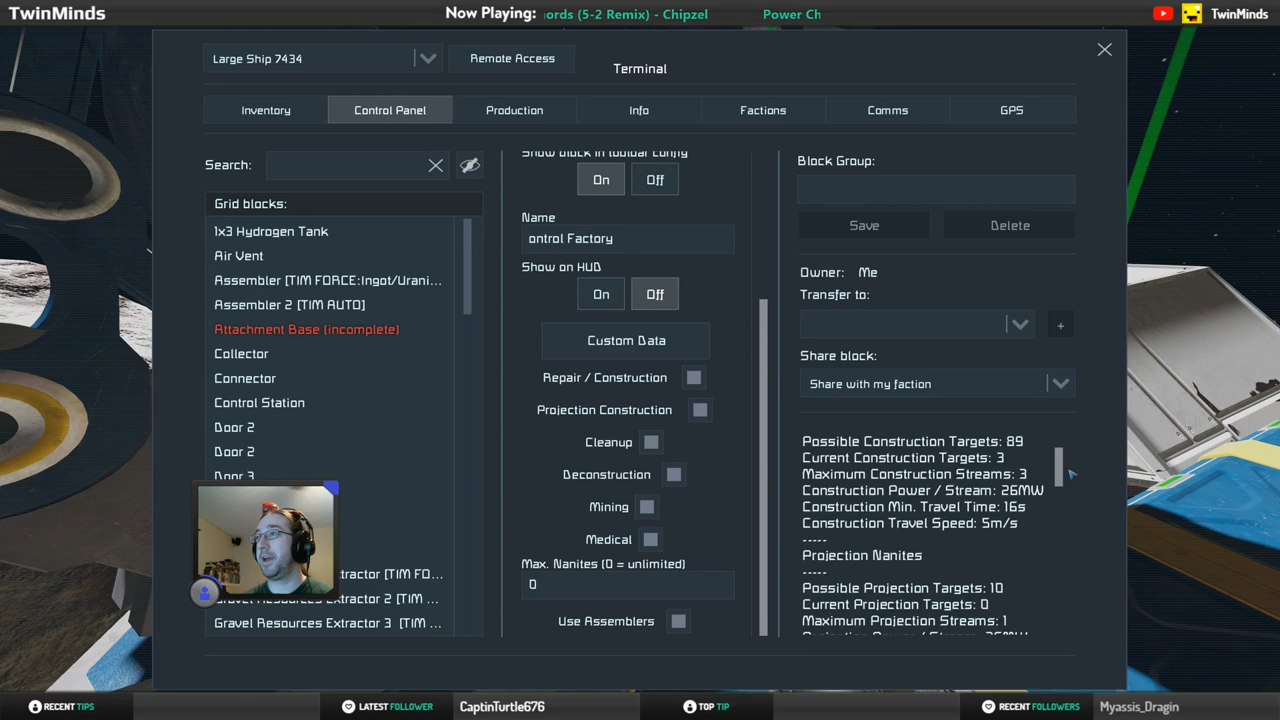 TwinMinds
Now Playing:
ords (5-2 Remix) - Chipzel
Power Ch
TwinMinds
Large Ship 7434
Remote Access
Terminal
Inventory
Control Panel
Production
Info
Factions
Comms
GPS
Search:
Grid blocks:
1x3 Hydrogen Tank
Air Vent
Assembler [TIM FORCE:Ingot/Urani...
Assembler 2 [TIM AUTO]
Attachment Base (incomplete)
Collector
Connector
Control Station
Door 2
Door 2
Door 3
tractor [TIM FO...
Gravel Resources Extractor 2 [TIM ...
Gravel Resources Extractor 3 [TIM ...
Show block in toolbar config
On
Off
Name
ontrol Factory
Show on HUD
On
Off
Custom Data
Repair / Construction
Projection Construction
Cleanup
Deconstruction
Mining
Medical
Max. Nanites (0 = unlimited)
0
Use Assemblers
Block Group:
Save
Delete
Owner: Me
Transfer to:
+
Share block:
Share with my faction
Possible Construction Targets: 89
Current Construction Targets: 3
Maximum Construction Streams: 3
Construction Power / Stream: 26MW
Construction Min. Travel Time: 16s
Construction Travel Speed: 5m/s
-----
Projection Nanites
-----
Possible Projection Targets: 10
Current Projection Targets: 0
Maximum Projection Streams: 1
RECENT TIPS
LATEST FOLLOWER
CaptinTurtle676
TOP TIP
RECENT FOLLOWERS
Myassis_Dragin